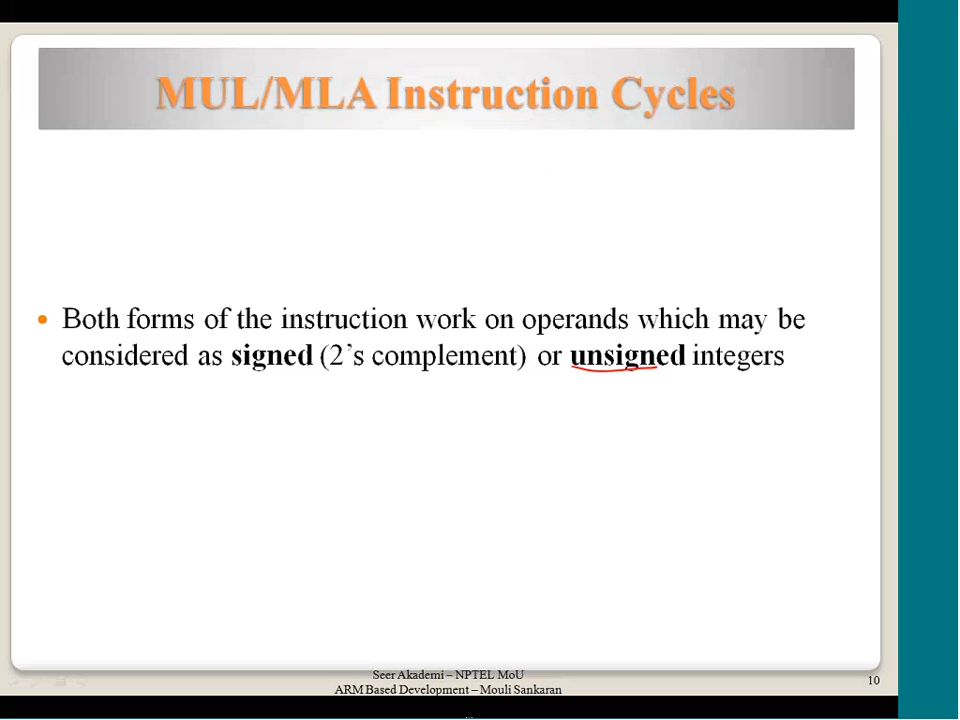 MUL/MLA Instruction Cycles
• Both forms of the instruction work on operands which may be
considered as signed (2's complement) or unsigned integers
Seer Akademi – NPTEL MoU
ARM Based Development – Mouli Sankaran
10